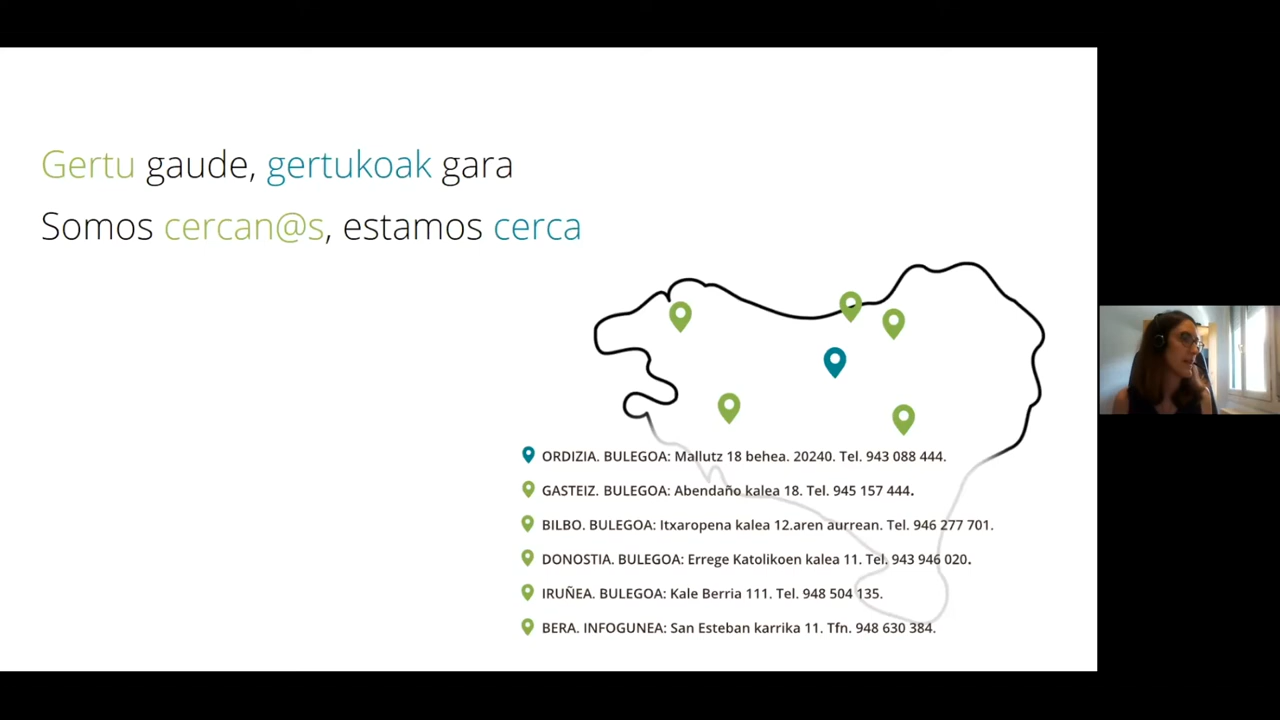 Gertu gaude, gertukoak gara
Somos cercan@s, estamos cerca
ORDIZIA. BULEGOA: Mallutz 18 behea. 20240. Tel. 943 088 444.
GASTEIZ. BULEGOA: Abendaño kalea 18. Tel. 945 157 444.
BILBO. BULEGOA: Itxaropena kalea 12.aren aurrean. Tel. 946 277 701.
DONOSTIA. BULEGOA: Errege Katolikoen kalea 11. Tel. 943 946 020.
IRUÑEA. BULEGOA: Kale Berria 111. Tel. 948 504 135.
BERA. INFOGUNEA: San Esteban karrika 11. Tfn. 948 630 384.